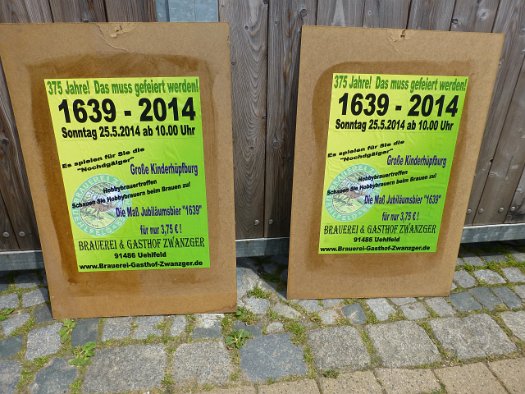 375 Jahre! Das muss gefeiert werden!
1639 - 2014
Sonntag 25.5.2014 ab 10.00 Uhr
Es spielen für Sie die
"Nochdgäiger"
Große Kinderhüpfburg
Hobbybrauertreffen
Schauen Sie Hobbybrauern beim Brauen zu!
Die Maß Jubiläumsbier "1639"
für nur 3,75 €!
BRAUEREI & GASTHOF ZWANZGER
91486 Uehlfeld
www.Brauerei-Gasthof-Zwanzger.de
375 Jahre! Das muss gefeiert werden!
1639 - 2014
Sonntag 25.5.2014 ab 10.00 Uhr
Es spielen für Sie die
"Nochdgäiger"
Große Kinderhüpfburg
Hobbybrauertreffen
Schauen Sie Hobbybrauern beim Brauen zu!
Die Maß Jubiläumsbier "1639"
für nur 3,75 €!
BRAUEREI & GASTHOF ZWANZGER
91486 Uehlfeld
www.Brauerei-Gasthof-Zwanzger.de